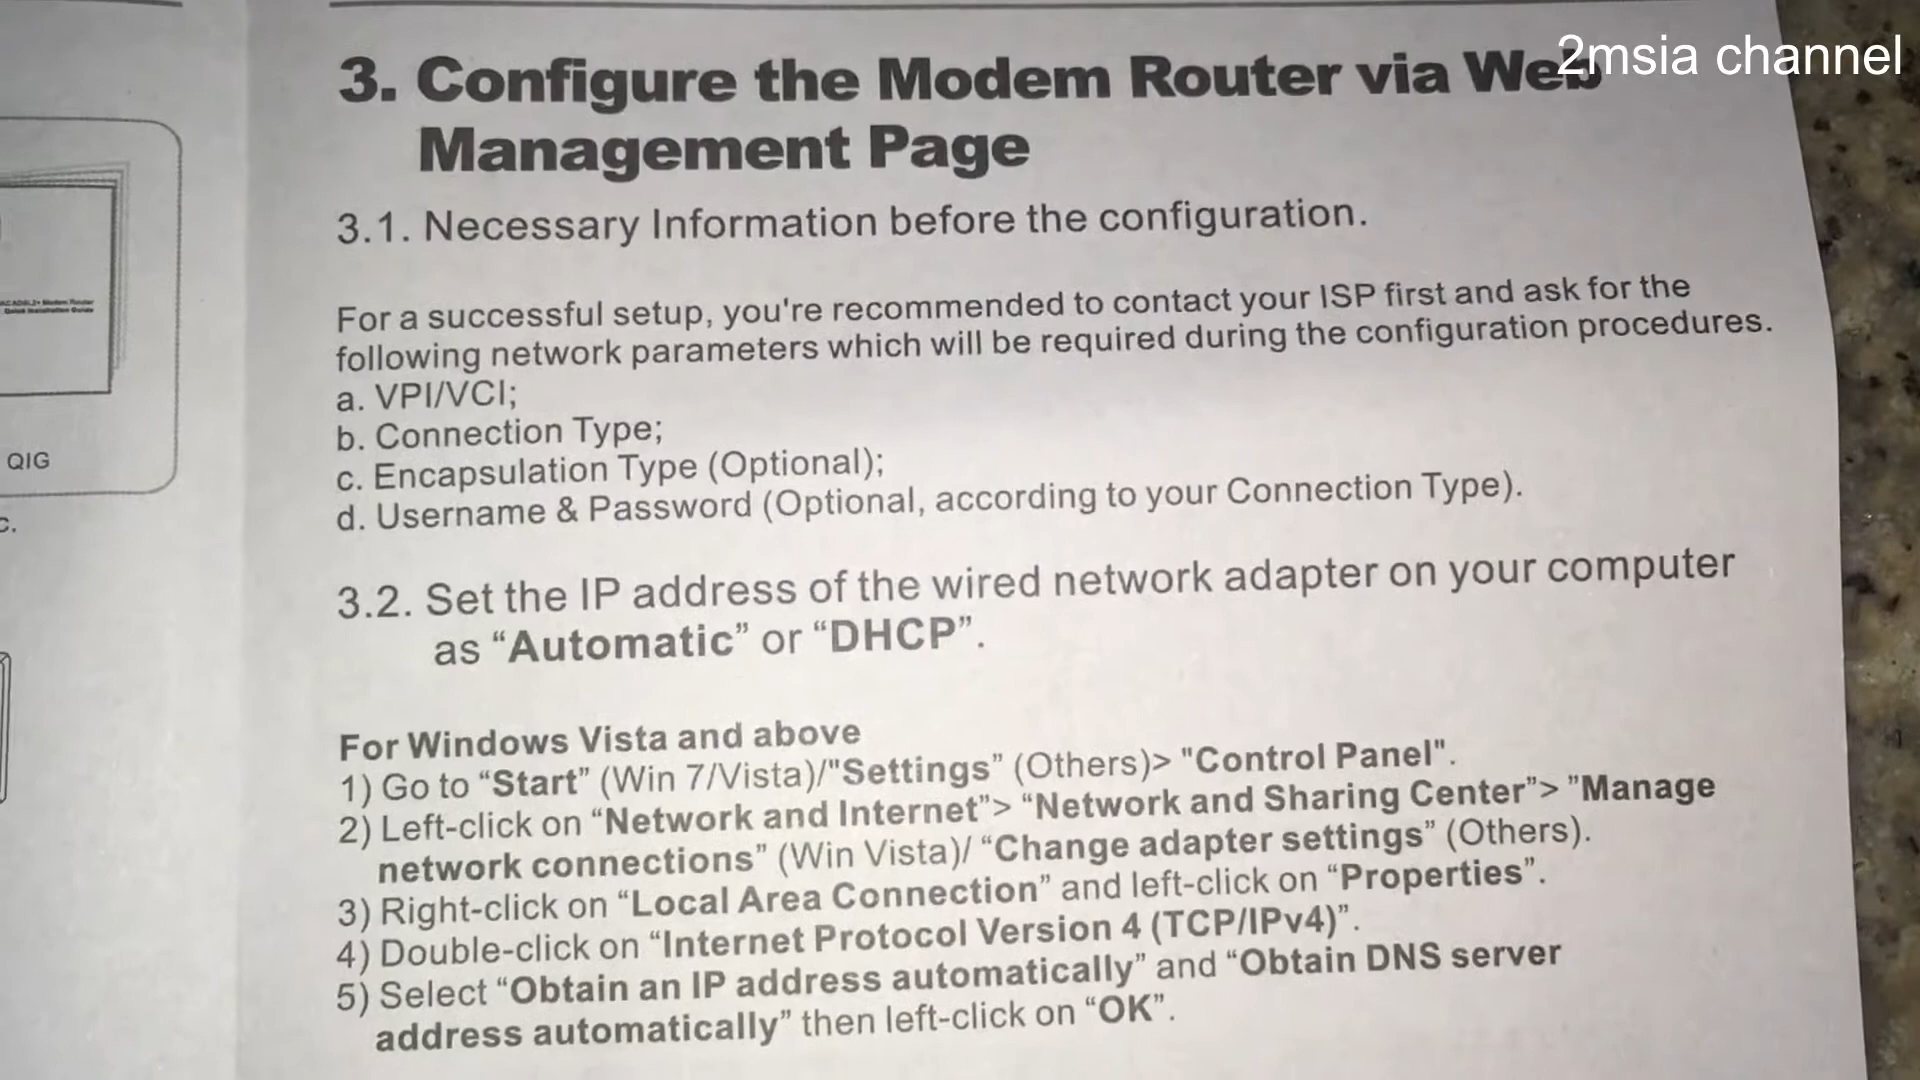 2msia channel
3. Configure the Modem Router via Web
Management Page
3.1. Necessary Information before the configuration.
For a successful setup, you're recommended to contact your ISP first and ask for the
following network parameters which will be required during the configuration procedures.
a. VPI/VCI;
b. Connection Type;
c. Encapsulation Type (Optional);
d. Username & Password (Optional, according to your Connection Type).
3.2. Set the IP address of the wired network adapter on your computer
as “Automatic” or “DHCP”.
For Windows Vista and above
1) Go to “Start” (Win 7/Vista)/"Settings” (Others)> "Control Panel".
2) Left-click on “Network and Internet”> “Network and Sharing Center”> ”Manage
network connections” (Win Vista)/ “Change adapter settings” (Others).
3) Right-click on “Local Area Connection” and left-click on “Properties”.
4) Double-click on “Internet Protocol Version 4 (TCP/IPv4)”.
5) Select “Obtain an IP address automatically” and “Obtain DNS server
address automatically” then left-click on “OK”.
Modem Router
Quick Installation Guide
QIG
c.